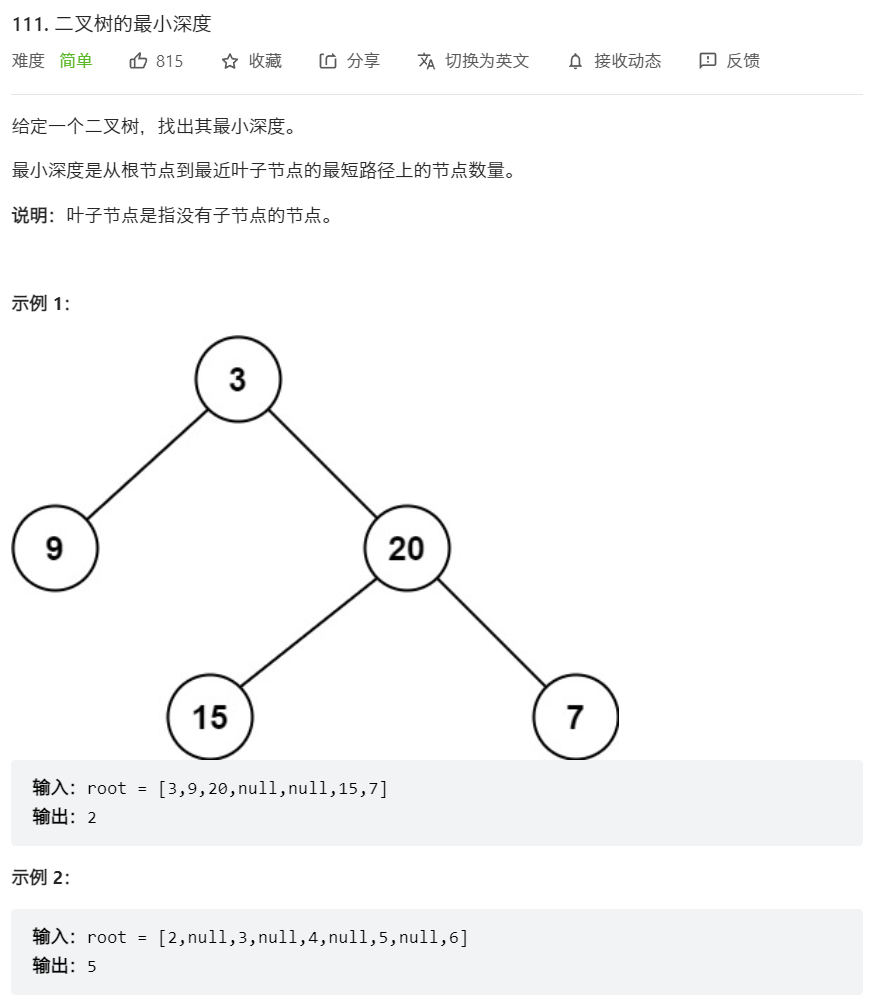 111. 二叉树的最小深度
难度 简单 815 收藏 分享 切换为英文 接收动态 反馈
给定一个二叉树，找出其最小深度。
最小深度是从根节点到最近叶子节点的最短路径上的节点数量。
说明：叶子节点是指没有子节点的节点。
示例 1：
3
9 20
15 7
输入：root = [3,9,20,null,null,15,7]
输出：2
示例 2：
输入：root = [2,null,3,null,4,null,5,null,6]
输出：5